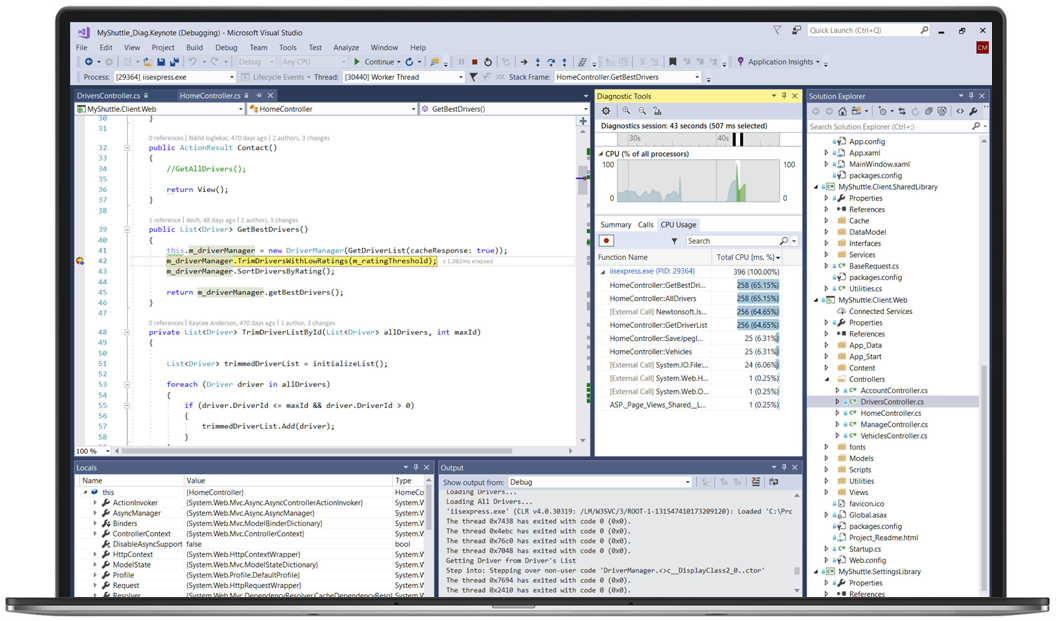 MyShuttle_Diag.Keynote (Debugging) - Microsoft Visual Studio
Quick Launch (Ctrl+Q)
File Edit View Project Build Debug Team Tools Test Analyze Window Help
CM
Debug Any CPU Continue Application Insights
Process: [29364] iisexpress.exe Lifecycle Events Thread: [30440] Worker Thread Stack Frame: HomeController.GetBestDrivers
DriversController.cs HomeController.cs
MyShuttle.Client.Web HomeController GetBestDrivers()
30 }
31
0 references | Nikhil Joglekar, 470 days ago | 2 authors, 3 changes
32 public ActionResult Contact()
33 {
34 //GetAllDrivers();
35
36 return View();
37 }
38
1 reference | dech, 48 days ago | 2 authors, 5 changes
39 public List<Driver> GetBestDrivers()
40 {
41 this.m_driverManager = new DriverManager(GetDriverList(cacheResponse: true));
42 m_driverManager.TrimDriversWithLowRatings(m_ratingThreshold); ≤ 1,082ms elapsed
43 m_driverManager.SortDriversByRating();
44
45 return m_driverManager.getBestDrivers();
46 }
47
0 references | Kaycee Anderson, 470 days ago | 1 author, 3 changes
48 private List<Driver> TrimDriverListById(List<Driver> allDrivers, int maxId)
49 {
50
51 List<Driver> trimmedDriverList = initializeList();
52
53 foreach (Driver driver in allDrivers)
54 {
55 if (driver.DriverId <= maxId && driver.DriverId > 0)
56 {
57 trimmedDriverList.Add(driver);
58 }
100 %
Diagnostic Tools
Diagnostics session: 43 seconds (507 ms selected)
30s 40s
CPU (% of all processors)
100 100
0 0
Summary Calls CPU Usage
Search
Function Name Total CPU [ms, %]
iisexpress.exe (PID: 29364) 396 (100.00%)
HomeController::GetBestDri... 258 (65.15%)
HomeController::AllDrivers 258 (65.15%)
[External Call] Newtonsoft.Js... 256 (64.65%)
HomeController::GetDriverList 256 (64.65%)
HomeController::SaveJpegI... 25 (6.31%)
HomeController::Vehicles 25 (6.31%)
[External Call] System.IO.File:... 24 (6.06%)
[External Call] System.Web.H... 1 (0.25%)
[External Call] System.Web.O... 1 (0.25%)
ASP._Page_Views_Shared__L... 1 (0.25%)
Solution Explorer
Search Solution Explorer (Ctrl+;)
App.config
App.xaml
MainWindow.xaml
packages.config
MyShuttle.Client.SharedLibrary
Properties
References
Cache
DataModel
Interfaces
Services
BaseRequest.cs
packages.config
Utilities.cs
MyShuttle.Client.Web
Connected Services
Properties
References
App_Data
App_Start
Content
Controllers
AccountController.cs
DriversController.cs
HomeController.cs
ManageController.cs
VehiclesController.cs
fonts
Models
Scripts
Utilities
Views
favicon.ico
Global.asax
packages.config
Project_Readme.html
Startup.cs
Web.config
MyShuttle.SettingsLibrary
Properties
References
Locals
Name Value Type
this {HomeController} HomeCo
ActionInvoker {System.Web.Mvc.Async.AsyncControllerActionInvoker} System.V
AsyncManager {System.Web.Mvc.Async.AsyncManager} System.V
Binders {System.Web.Mvc.ModelBinderDictionary} System.V
ControllerContext {System.Web.Mvc.ControllerContext} System.V
DisableAsyncSupport false bool
HttpContext {System.Web.HttpContextWrapper} System.V
ModelState {System.Web.Mvc.ModelStateDictionary} System.V
Profile {System.Web.Profile.DefaultProfile} System.V
Request {System.Web.HttpRequestWrapper} System.V
Resolver {System.Web.Mvc.DependencyResolver.CacheDependencyResol System.V
Output
Show output from: Debug
Loading Drivers...
Loading All Drivers...
'iisexpress.exe' (CLR v4.0.30319: /LM/W3SVC/3/ROOT-1-131547410173209120): Loaded 'C:\Prc
The thread 0x7438 has exited with code 0 (0x0).
The thread 0x4ebc has exited with code 0 (0x0).
The thread 0x76c0 has exited with code 0 (0x0).
The thread 0x7048 has exited with code 0 (0x0).
Getting Driver from Driver's List
Step into: Stepping over non-user code 'DriverManager.<>c__DisplayClass2_0..ctor'
The thread 0x7694 has exited with code 0 (0x0).
The thread 0x2410 has exited with code 0 (0x0).